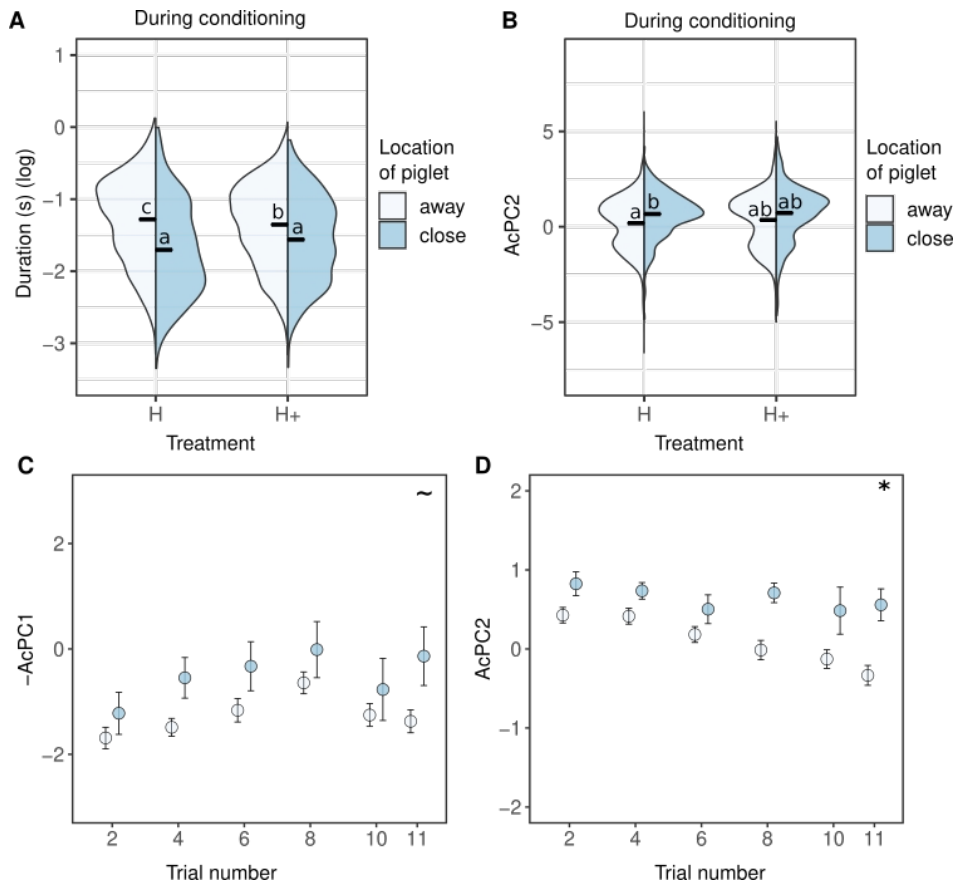 A
During conditioning
Duration (s) (log)
1
0
−1
−2
−3
c
a
b
a
H
H+
Treatment
Location
of piglet
away
close
B
During conditioning
AcPC2
5
0
−5
a
b
ab
ab
H
H+
Location
of piglet
away
close
C
-AcPC1
2
0
−2
~
2
4
6
8
10
11
Trial number
D
AcPC2
2
1
0
−1
−2
*
2
4
6
8
10
11
Trial number